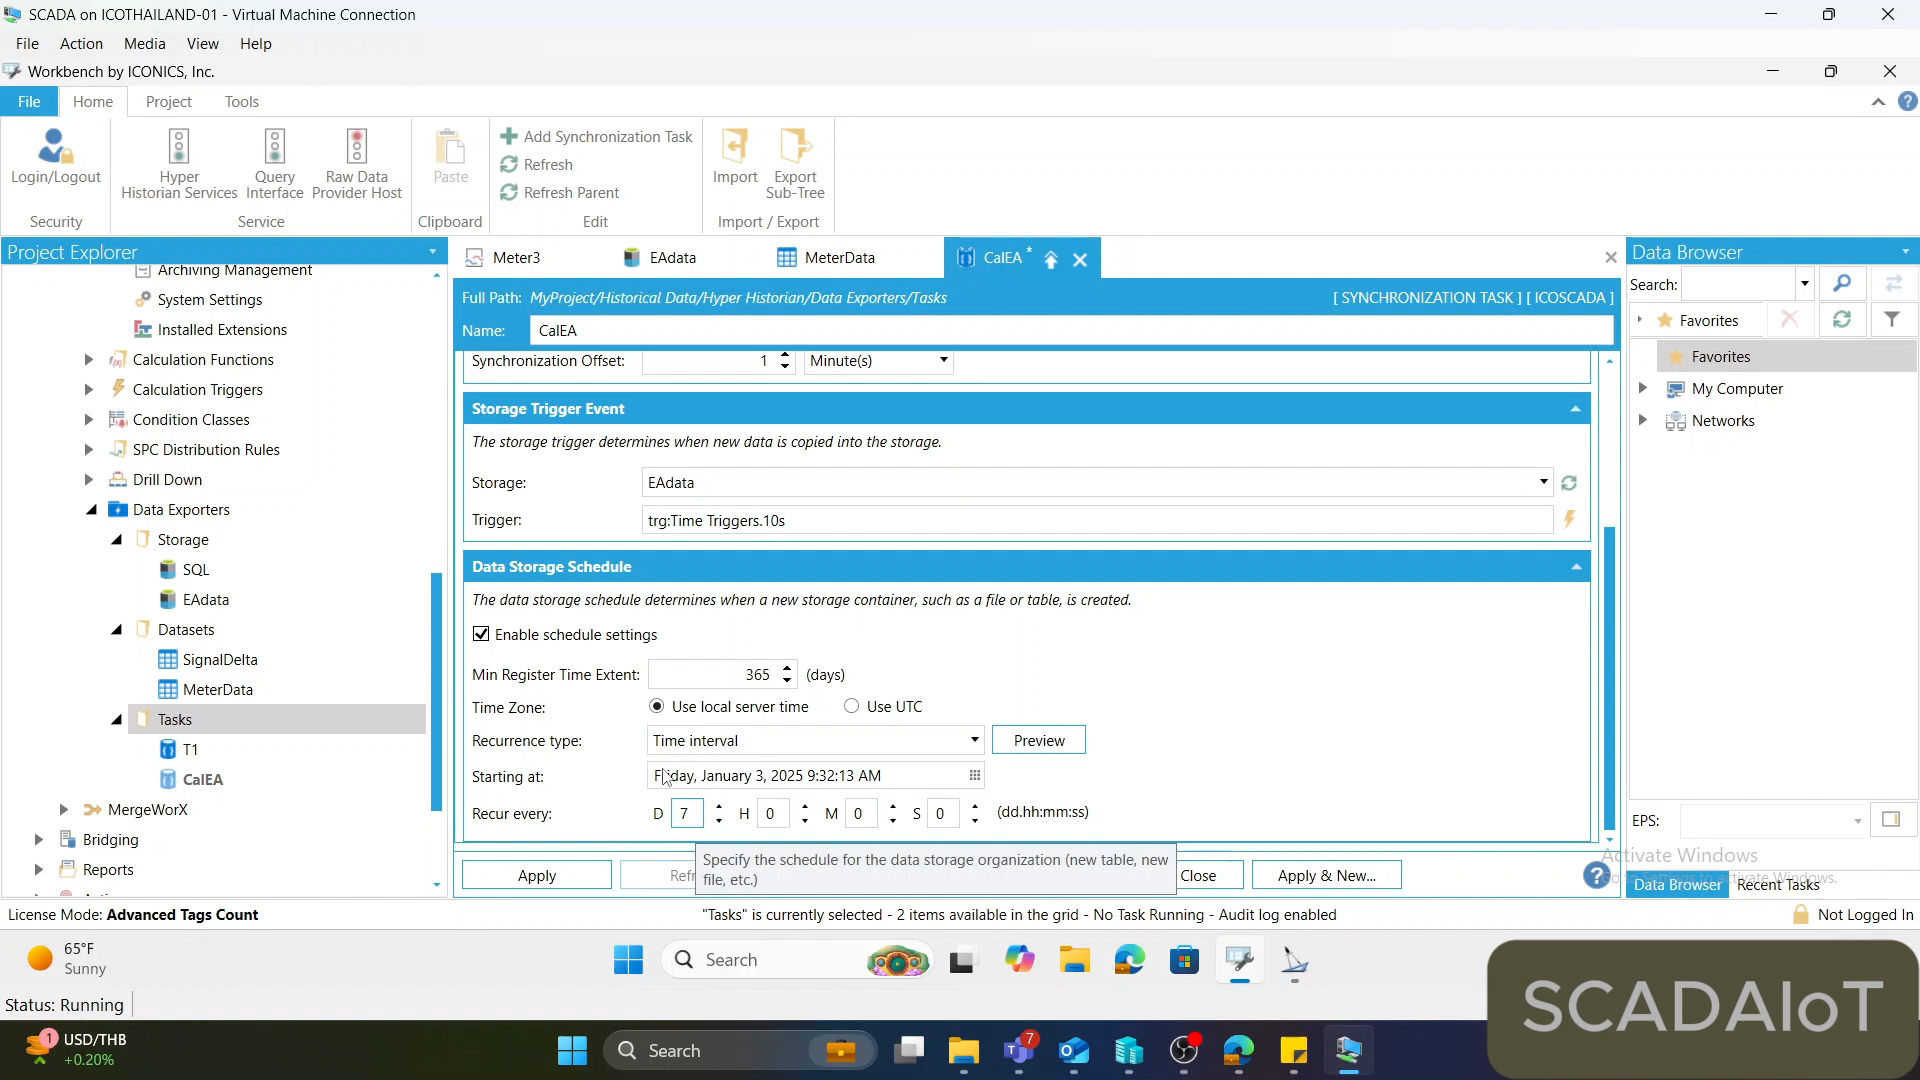 SCADA on ICOTHAILAND-01 - Virtual Machine Connection
File Action Media View Help
Workbench by ICONICS, Inc.
File Home Project Tools
Login/Logout
Security
Hyper
Historian Services
Query
Interface
Raw Data
Provider Host
Service
Paste
Clipboard
Add Synchronization Task
Refresh
Refresh Parent
Edit
Import
Export
Sub-Tree
Import / Export
Project Explorer
Archiving Management
System Settings
Installed Extensions
Calculation Functions
Calculation Triggers
Condition Classes
SPC Distribution Rules
Drill Down
Data Exporters
Storage
SQL
EAdata
Datasets
SignalDelta
MeterData
Tasks
T1
CalEA
MergeWorX
Bridging
Reports
Meter3 EAdata MeterData CalEA *
Full Path: MyProject/Historical Data/Hyper Historian/Data Exporters/Tasks [ SYNCHRONIZATION TASK ] [ ICOSCADA ]
Name: CalEA
Synchronization Offset: 1 Minute(s)
Storage Trigger Event
The storage trigger determines when new data is copied into the storage.
Storage: EAdata
Trigger: trg:Time Triggers.10s
Data Storage Schedule
The data storage schedule determines when a new storage container, such as a file or table, is created.
Enable schedule settings
Min Register Time Extent: 365 (days)
Time Zone: Use local server time Use UTC
Recurrence type: Time interval Preview
Starting at: Friday, January 3, 2025 9:32:13 AM
Recur every: D 7 H 0 M 0 S 0 (dd.hh:mm:ss)
Specify the schedule for the data storage organization (new table, new
file, etc.)
Apply Close Apply & New...
Data Browser
Search:
Favorites
Favorites
My Computer
Networks
EPS:
Activate Windows
Data Browser Recent Tasks
License Mode: Advanced Tags Count "Tasks" is currently selected - 2 items available in the grid - No Task Running - Audit log enabled Not Logged In
65°F
Sunny
Search
Status: Running
1
USD/THB
+0.20%
Search
7
SCADAIoT